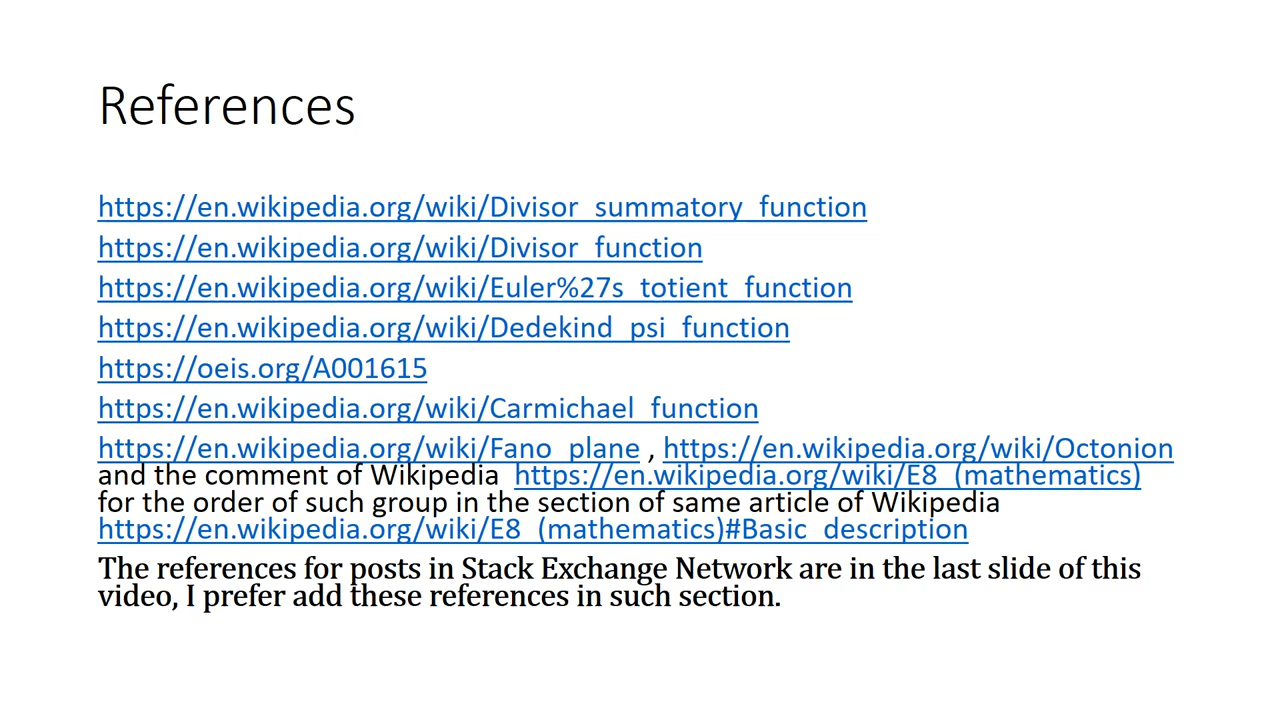 References
https://en.wikipedia.org/wiki/Divisor_summatory_function
https://en.wikipedia.org/wiki/Divisor_function
https://en.wikipedia.org/wiki/Euler%27s_totient_function
https://en.wikipedia.org/wiki/Dedekind_psi_function
https://oeis.org/A001615
https://en.wikipedia.org/wiki/Carmichael_function
https://en.wikipedia.org/wiki/Fano_plane , https://en.wikipedia.org/wiki/Octonion
and the comment of Wikipedia https://en.wikipedia.org/wiki/E8_(mathematics)
for the order of such group in the section of same article of Wikipedia
https://en.wikipedia.org/wiki/E8_(mathematics)#Basic_description
The references for posts in Stack Exchange Network are in the last slide of this
video, I prefer add these references in such section.